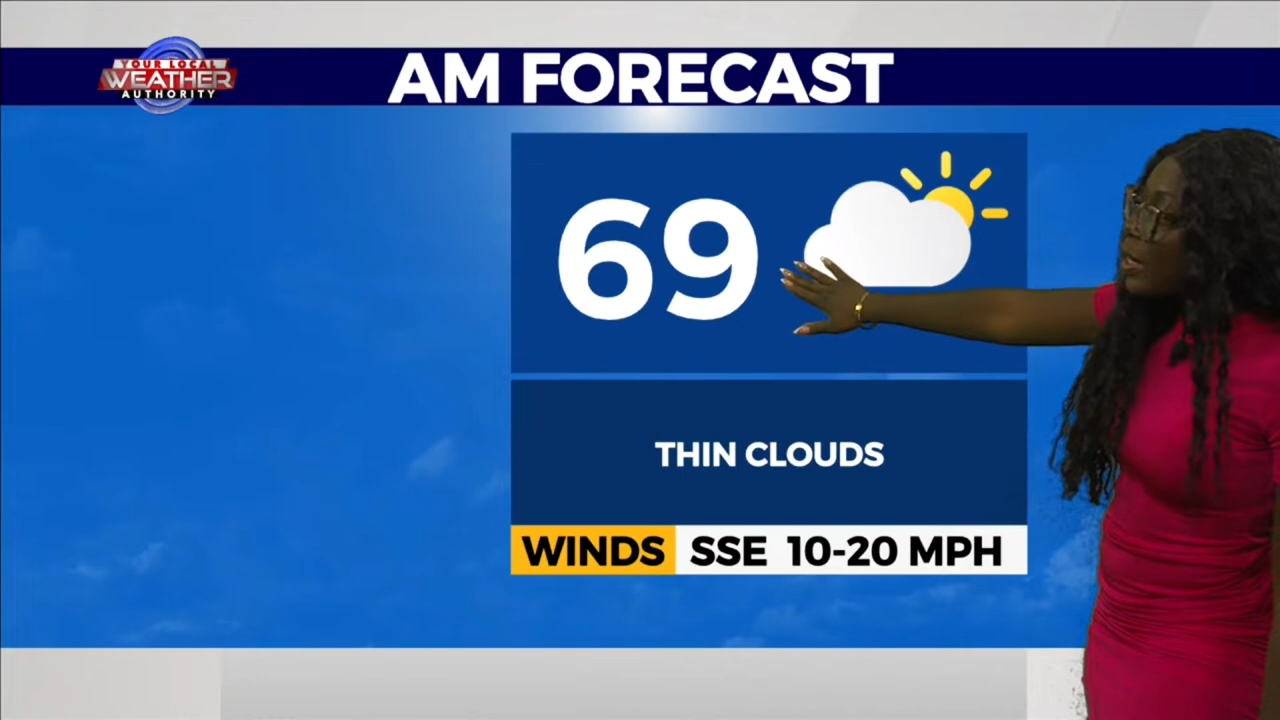 YOUR LOCAL
WEATHER
AUTHORITY
AM FORECAST
69
THIN CLOUDS
WINDS SSE 10-20 MPH